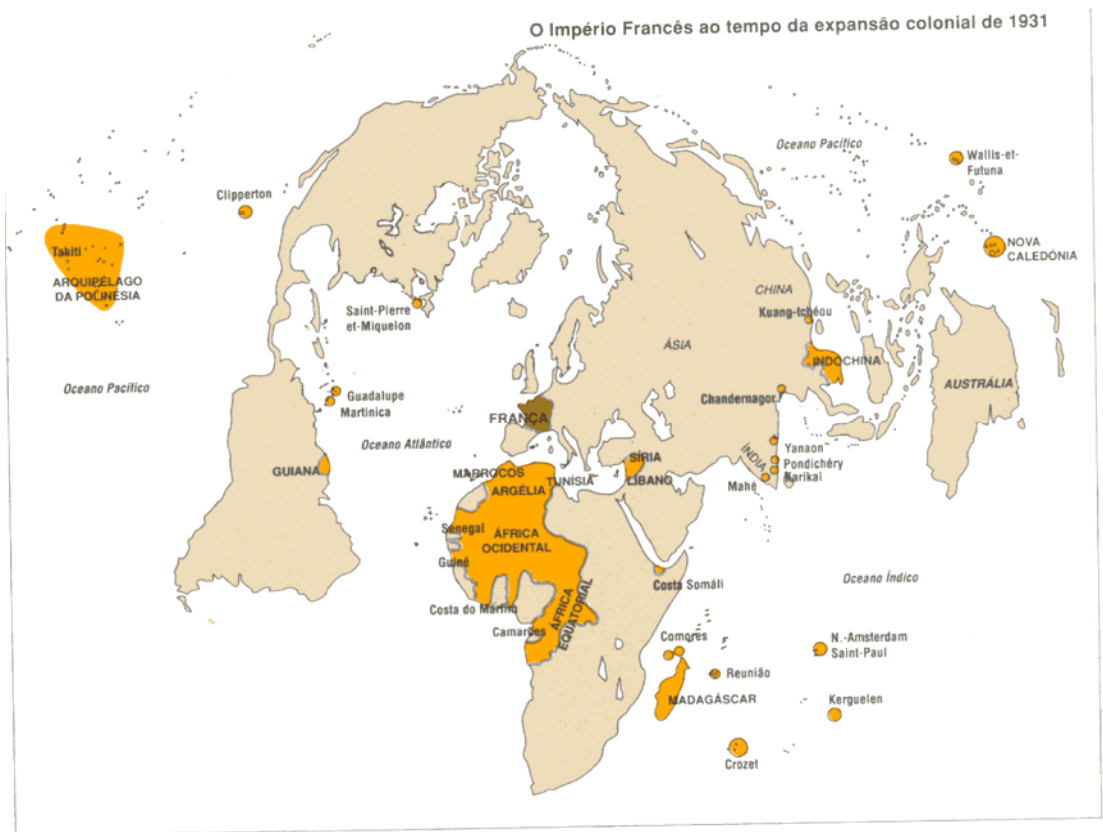 O Império Francês ao tempo da expansão colonial de 1931
Oceano Pacífico
Wallis-et-
Futuna
Clipperton
NOVA
CALEDÓNIA
Tahiti
ARQUIPÉLAGO
DA POLINÉSIA
CHINA
Kuang-tchéou
Saint-Pierre
et-Miquelon
ÁSIA
INDOCHINA
Oceano Pacífico
AUSTRÁLIA
Guadalupe
Martinica
Chandernagor
FRANÇA
Oceano Atlântico
GUIANA
MARROCOS
ARGÉLIA
TUNÍSIA
SÍRIA
LÍBANO
ÍNDIA
Yanaon
Pondichéry
Karikal
Mahé
Senegal
ÁFRICA
OCIDENTAL
Guiné
Costa do Marfim
Camarões
ÁFRICA
EQUATORIAL
Costa Somáli
Oceano Índico
Comores
N.-Amsterdam
Saint-Paul
Reunião
MADAGÁSCAR
Kerguelen
Crozet